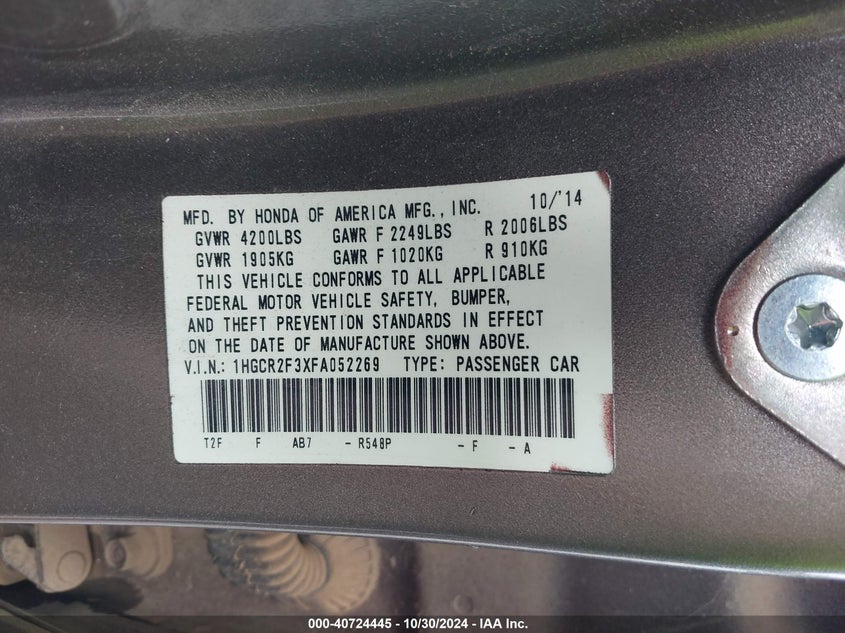 MFD. BY HONDA OF AMERICA MFG., INC. 10/'14
GVWR 4200LBS GAWR F 2249LBS R 2006LBS
GVWR 1905KG GAWR F 1020KG R 910KG
THIS VEHICLE CONFORMS TO ALL APPLICABLE
FEDERAL MOTOR VEHICLE SAFETY, BUMPER,
AND THEFT PREVENTION STANDARDS IN EFFECT
ON THE DATE OF MANUFACTURE SHOWN ABOVE.
V.I.N.: 1HGCR2F3XFA052269 TYPE: PASSENGER CAR
T2F F AB7 - R548P - F - A
000-40724445 - 10/30/2024 - IAA Inc.